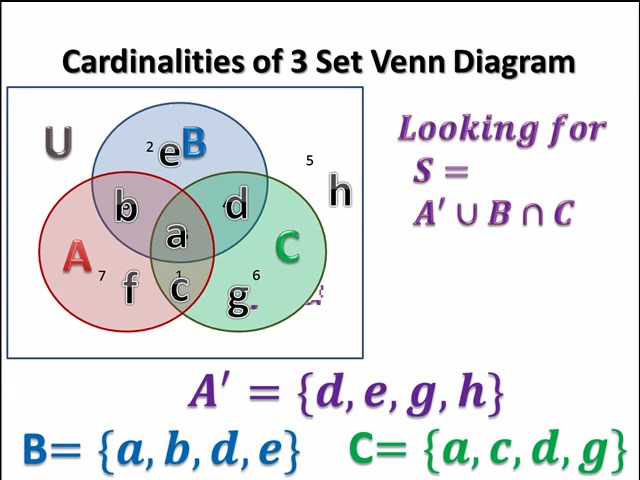 Cardinalities of 3 Set Venn Diagram
U
2 e B
5
h
b
d
a
A
C
7 f
1
c
6
g
Looking for
S =
A′ ∪ B ∩ C
A′ = {d, e, g, h}
B= {a, b, d, e}
C= {a, c, d, g}